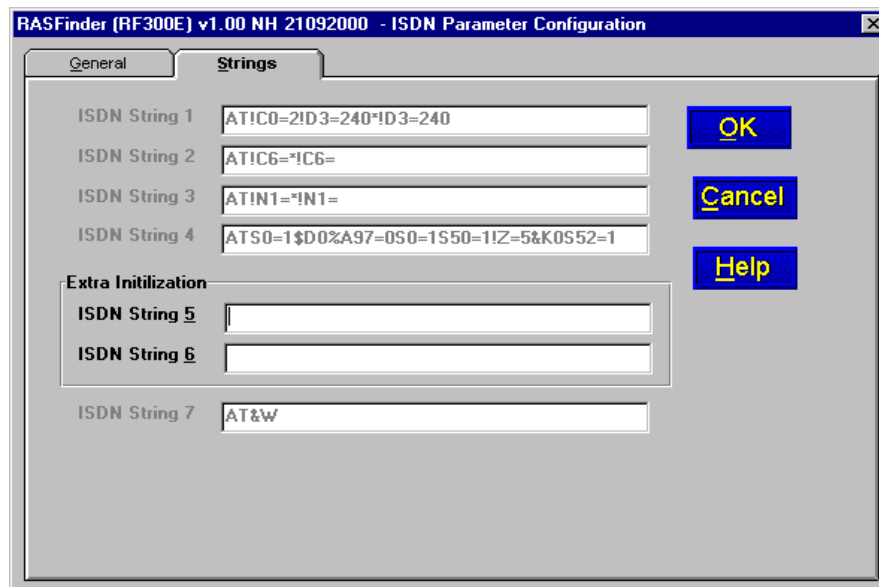 RASFinder (RF300E) v1.00 NH 21092000 - ISDN Parameter Configuration
General Strings
ISDN String 1 AT!C0=2!D3=240*!D3=240
OK
ISDN String 2 AT!C6=*!C6=
ISDN String 3 AT!N1=*!N1=
Cancel
ISDN String 4 ATS0=1$D0%A97=0S0=1S50=1!Z=5&K0S52=1
Help
Extra Initilization
ISDN String 5
ISDN String 6
ISDN String 7 AT&W